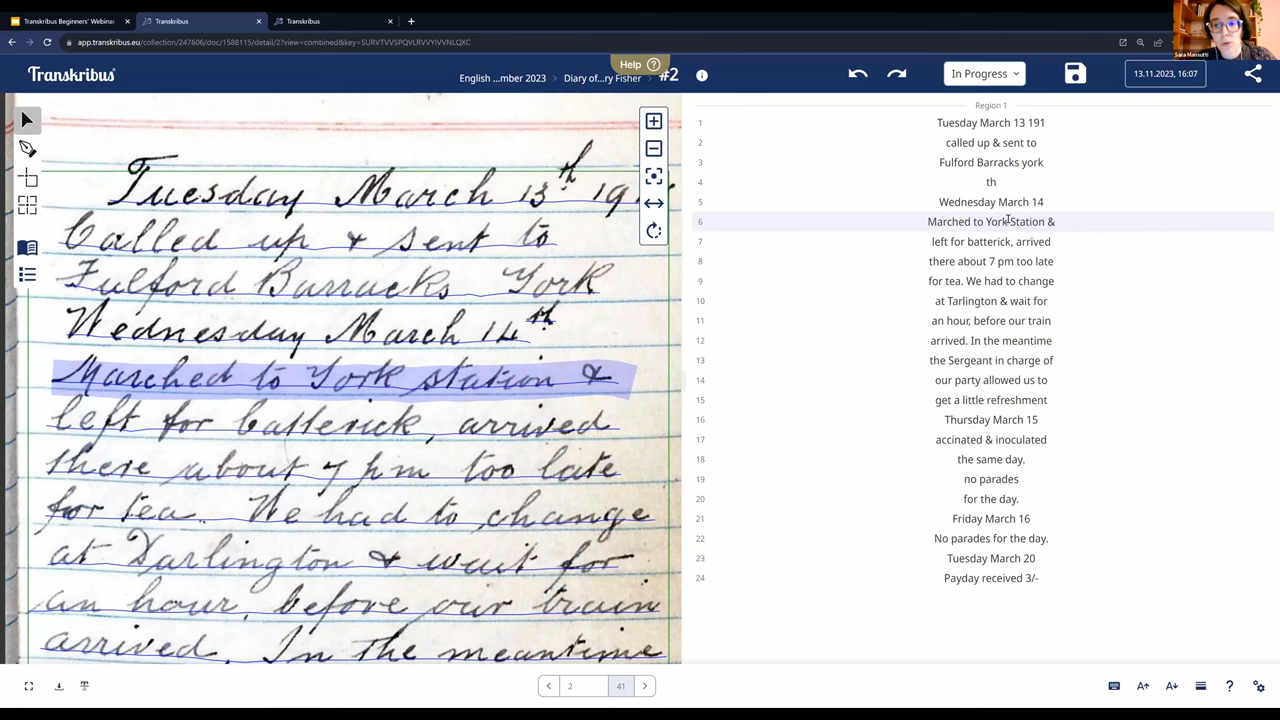 Transkribus Beginners' Webinar
Transkribus
Transkribus
app.transkribus.eu/collection/247606/doc/1588115/detail/2?view=combined&key=SURVTVVSPQVLRVVYIVVNLQXC
Sara Mansutti
Transkribus
English ...mber 2023 > Diary of...ry Fisher > #2
Help ?
In Progress
13.11.2023, 16:07
Tuesday March 13th 19
Called up & sent to
Fulford Barracks York
Wednesday March 14th
Marched to York station &
left for Catterick, arrived
there about 7 pm too late
for tea. We had to change
at Darlington & wait for
an hour, before our train
arrived. In the meantime
Region 1
1 Tuesday March 13 191
2 called up & sent to
3 Fulford Barracks york
4 th
5 Wednesday March 14
6 Marched to York Station &
7 left for batterick, arrived
8 there about 7 pm too late
9 for tea. We had to change
10 at Tarlington & wait for
11 an hour, before our train
12 arrived. In the meantime
13 the Sergeant in charge of
14 our party allowed us to
15 get a little refreshment
16 Thursday March 15
17 accinated & inoculated
18 the same day.
19 no parades
20 for the day.
21 Friday March 16
22 No parades for the day.
23 Tuesday March 20
24 Payday received 3/-
2 41